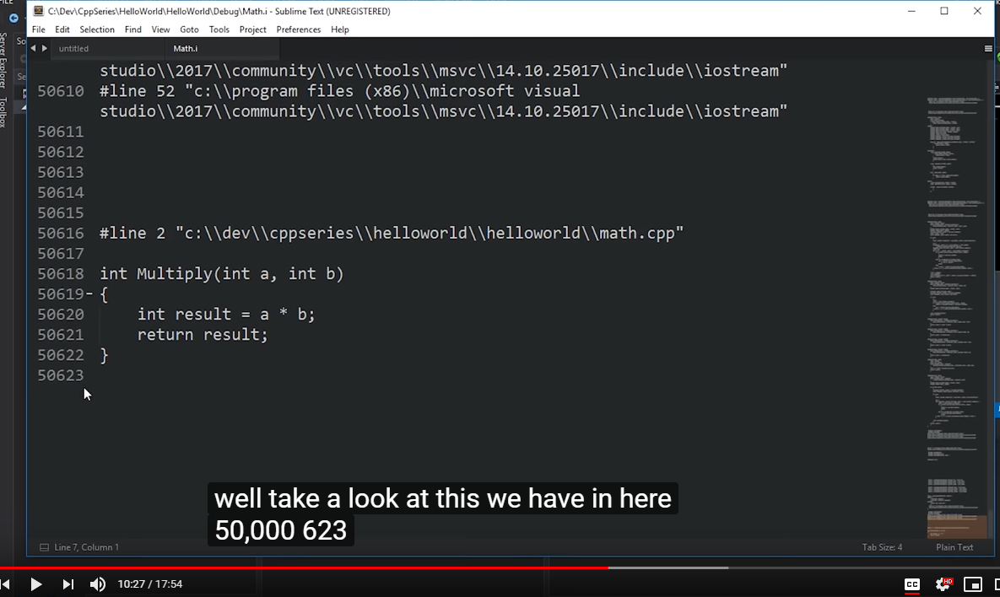 C:\Dev\CppSeries\HelloWorld\HelloWorld\Debug\Math.i - Sublime Text (UNREGISTERED)
File Edit Selection Find View Goto Tools Project Preferences Help
untitled Math.i
Server Explorer
Toolbox
studio\\2017\\community\\vc\\tools\\msvc\\14.10.25017\\include\\iostream"
50610 #line 52 "c:\\program files (x86)\\microsoft visual
studio\\2017\\community\\vc\\tools\\msvc\\14.10.25017\\include\\iostream"
50611
50612
50613
50614
50615
50616 #line 2 "c:\\dev\\cppseries\\helloworld\\helloworld\\math.cpp"
50617
50618 int Multiply(int a, int b)
50619 {
50620 int result = a * b;
50621 return result;
50622 }
50623
well take a look at this we have in here
50,000 623
Line 7, Column 1 Tab Size: 4 Plain Text
10:27 / 17:54 CC HD